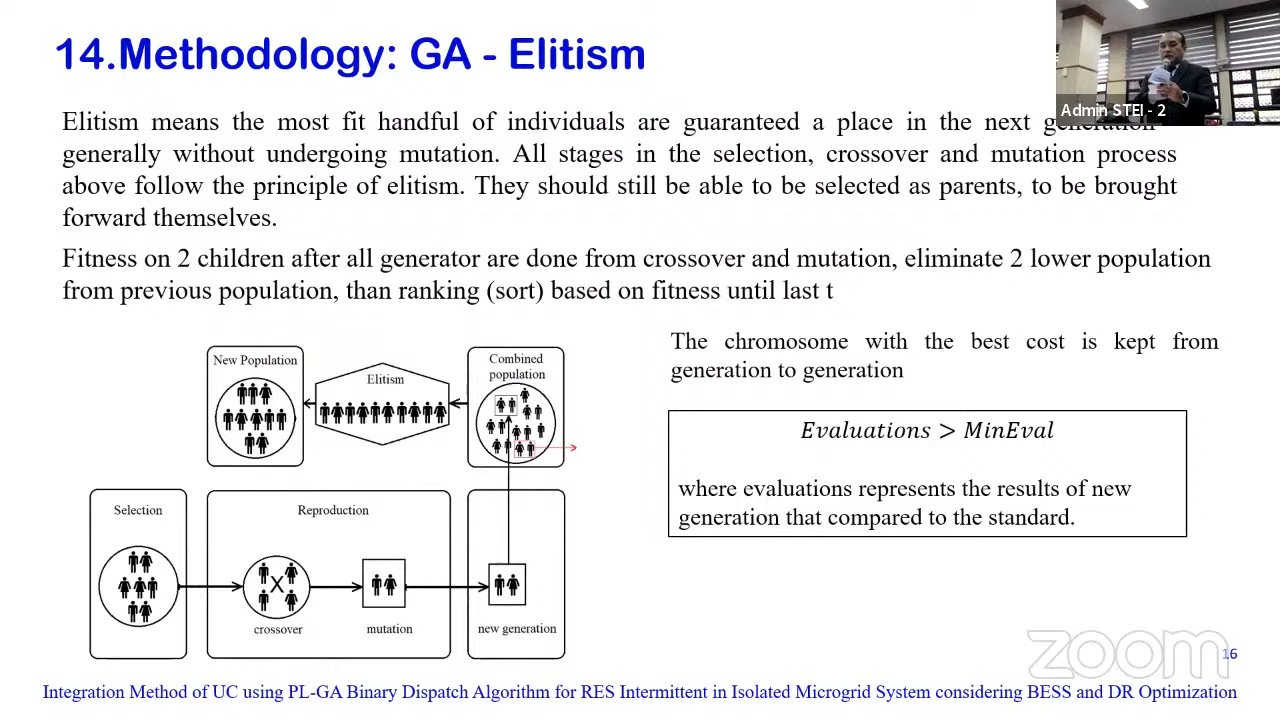 14.Methodology: GA - Elitism
Admin STEI - 2
Elitism means the most fit handful of individuals are guaranteed a place in the next generation
generally without undergoing mutation. All stages in the selection, crossover and mutation process
above follow the principle of elitism. They should still be able to be selected as parents, to be brought
forward themselves.
Fitness on 2 children after all generator are done from crossover and mutation, eliminate 2 lower population
from previous population, than ranking (sort) based on fitness until last t
New Population
Elitism
Combined
population
Selection
Reproduction
X
crossover
mutation
new generation
The chromosome with the best cost is kept from
generation to generation
Evaluations > MinEval
where evaluations represents the results of new
generation that compared to the standard.
zoom
16
Integration Method of UC using PL-GA Binary Dispatch Algorithm for RES Intermittent in Isolated Microgrid System considering BESS and DR Optimization